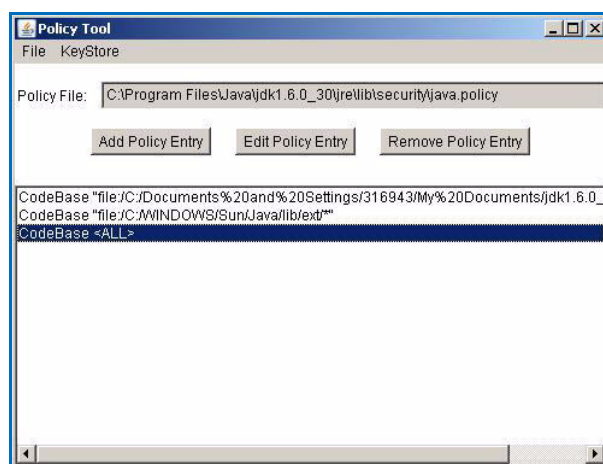 Policy Tool
File KeyStore
Policy File: C:\Program Files\Java\jdk1.6.0_30\jre\lib\security\java.policy
Add Policy Entry Edit Policy Entry Remove Policy Entry
CodeBase "file:/C:/Documents%20and%20Settings/316943/My%20Documents/jdk1.6.0_
CodeBase "file:/C:/WINDOWS/Sun/Java/lib/ext/*"
CodeBase <ALL>